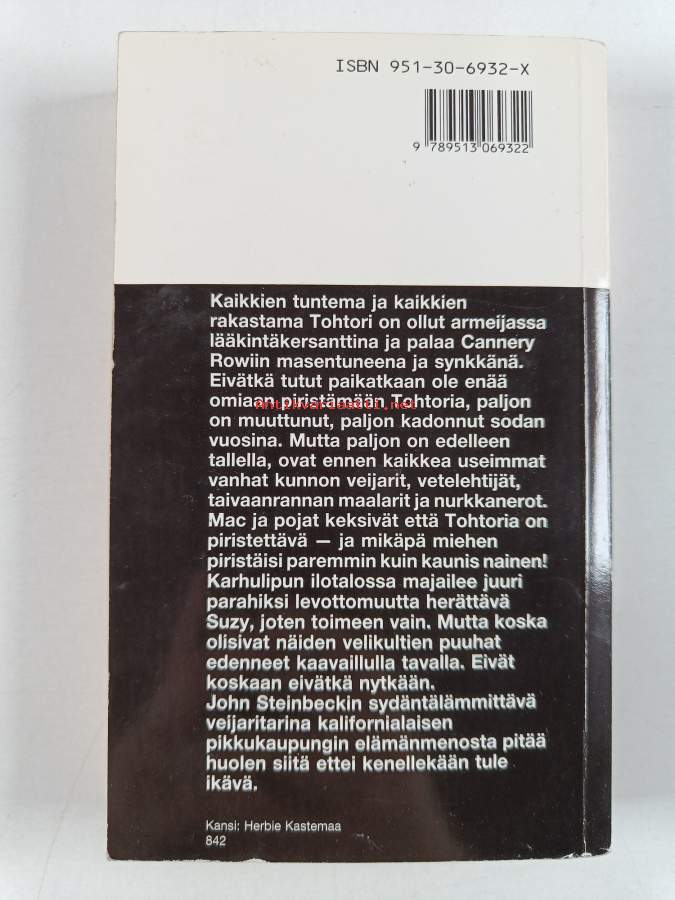 ISBN 951-30-6932-X
9 789513 069322
Kaikkien tuntema ja kaikkien
rakastama Tohtori on ollut armeijassa
lääkintäkersanttina ja palaa Cannery
Rowiin masentuneena ja synkkänä.
Eivätkä tutut paikatkaan ole enää
omiaan piristämään Tohtoria, paljon
antikvariaatti.net
on muuttunut, paljon kadonnut sodan
vuosina. Mutta paljon on edelleen
tallella, ovat ennen kaikkea useimmat
vanhat kunnon veijarit, vetelehtijät,
taivaanrannan maalarit ja nurkkanerot.
Mac ja pojat keksivät että Tohtoria on
piristettävä — ja mikäpä miehen
piristäisi paremmin kuin kaunis nainen!
Karhulipun ilotalossa majailee juuri
parahiksi levottomuutta herättävä
Suzy, joten toimeen vain. Mutta koska
olisivat näiden velikultien puuhat
edenneet kaavaillulla tavalla. Eivät
koskaan eivätkä nytkään.
John Steinbeckin sydäntälämmittävä
veijaritarina kalifornialaisen
pikkukaupungin elämänmenosta pitää
huolen siitä ettei kenellekään tule
ikävä.
Kansi: Herbie Kastemaa
842